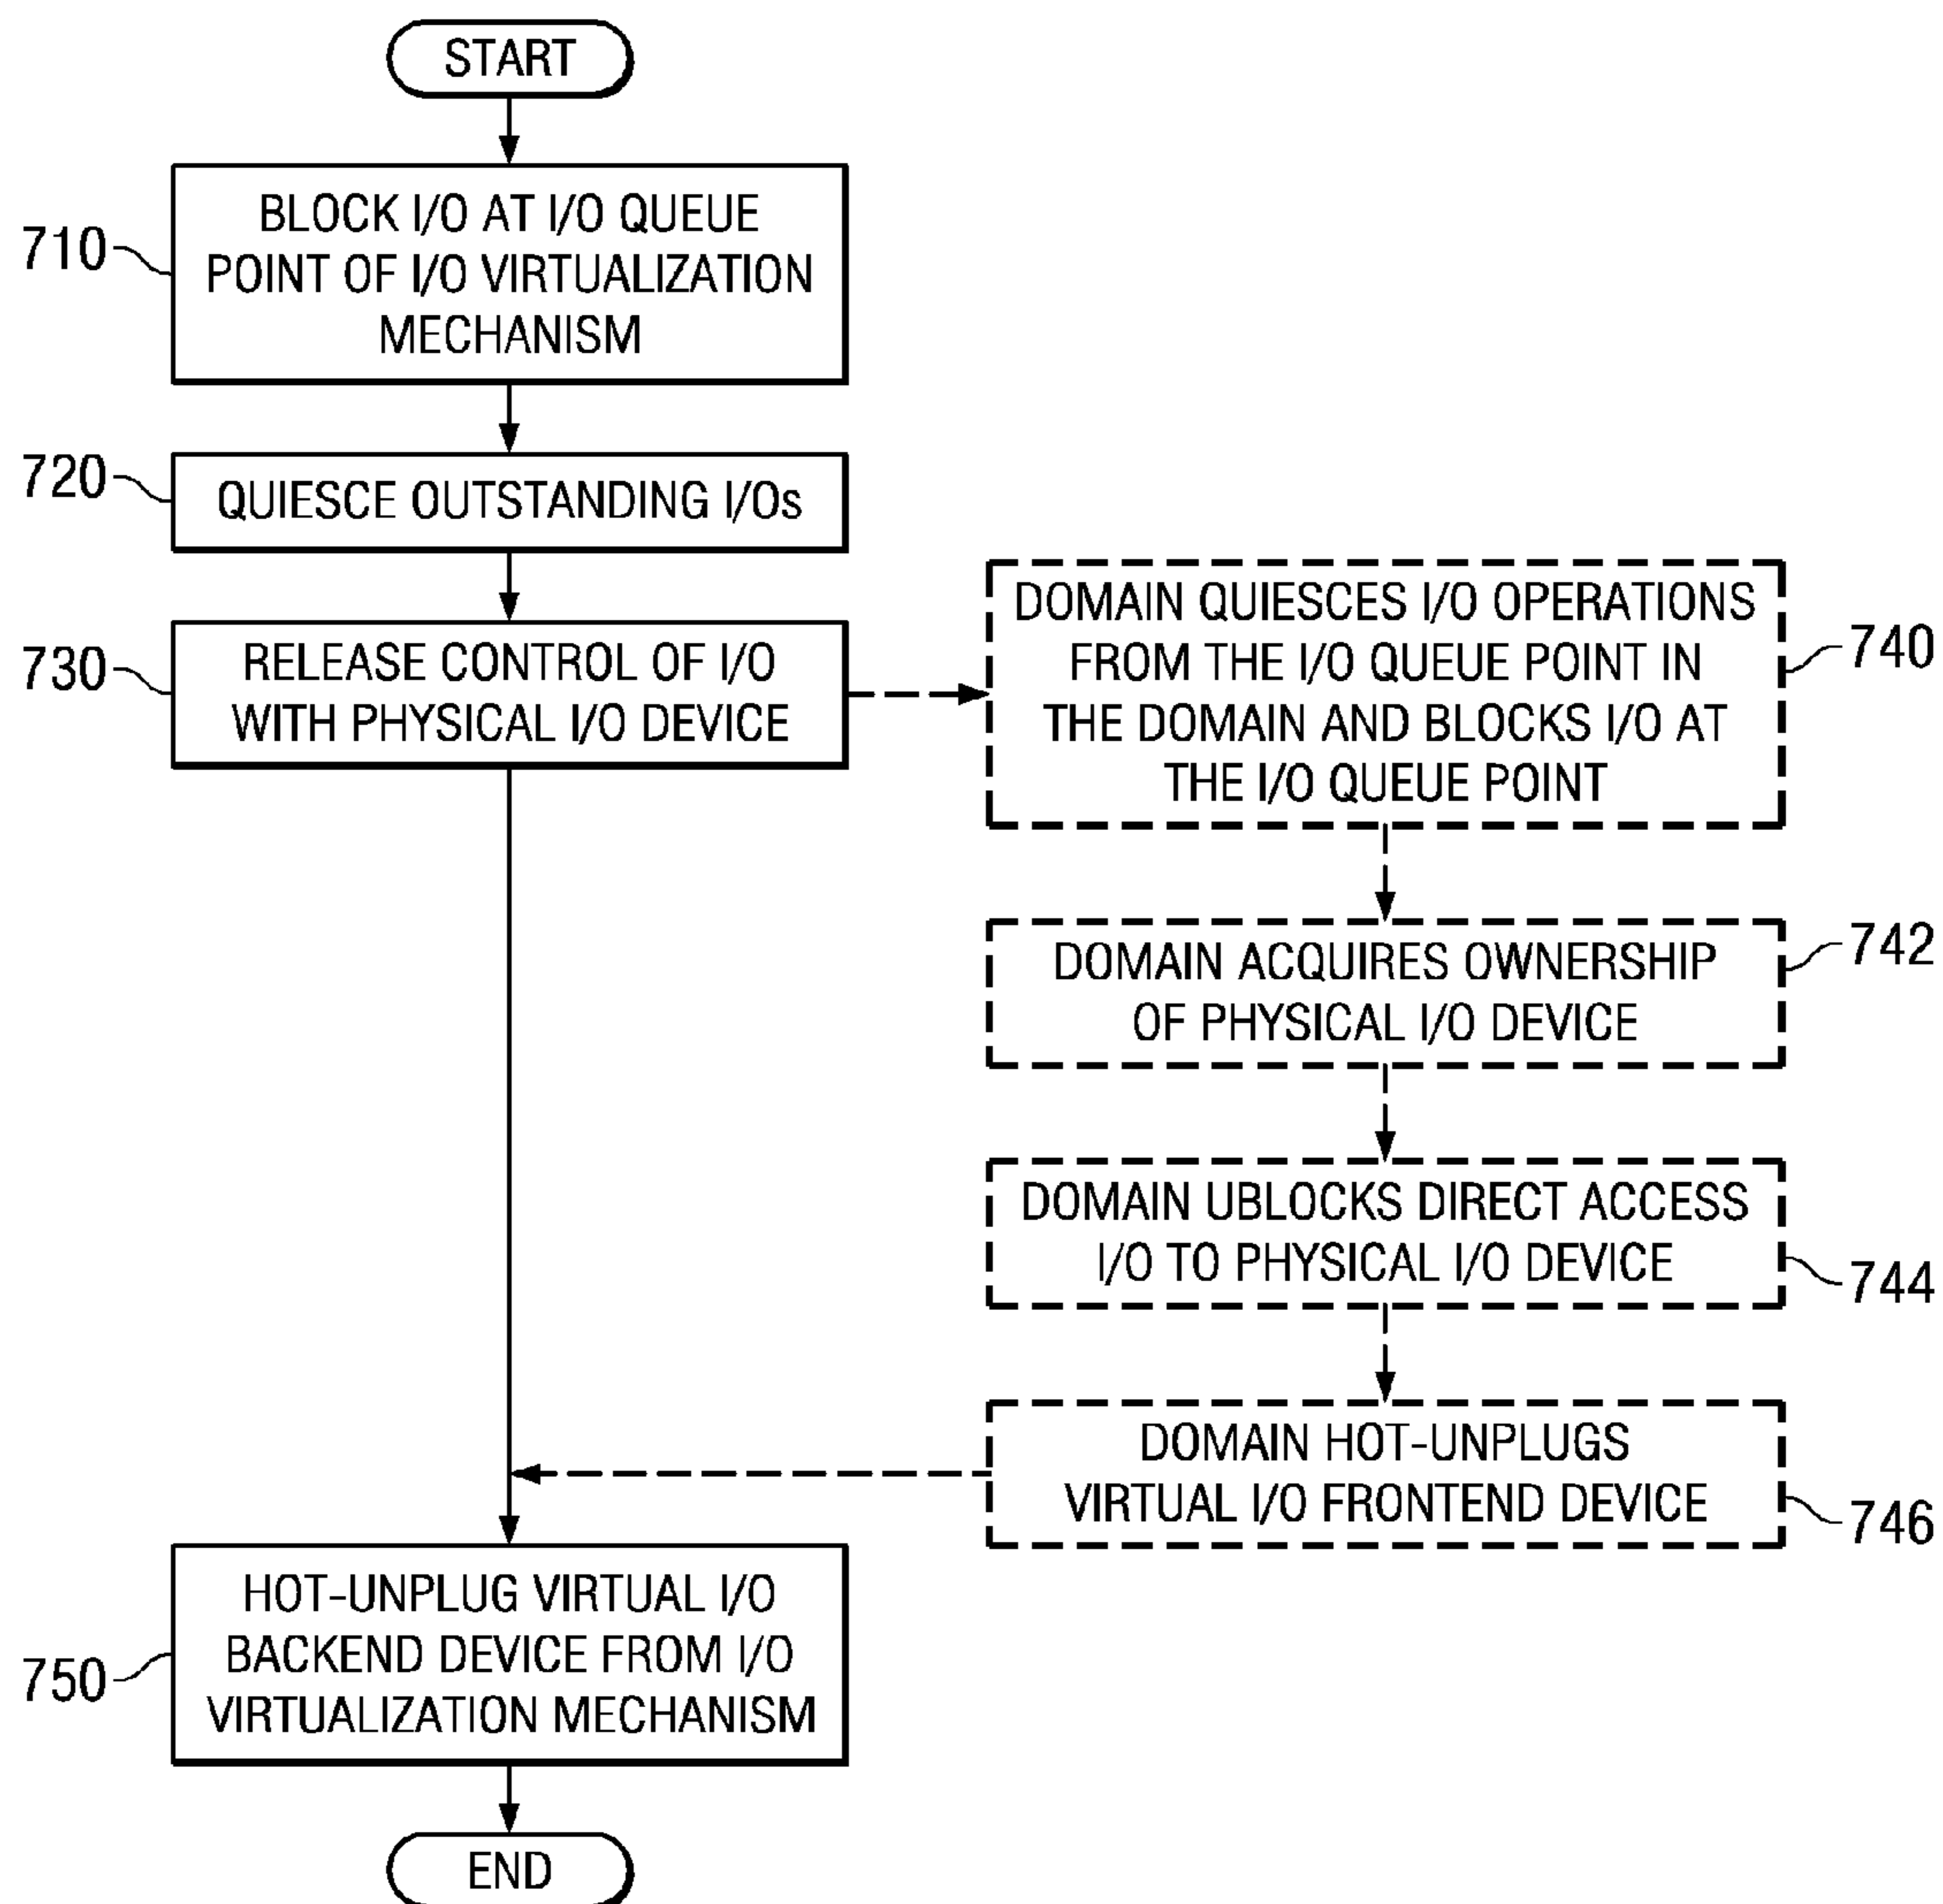 START
710
BLOCK I/O AT I/O QUEUE
POINT OF I/O VIRTUALIZATION
MECHANISM
720
QUIESCE OUTSTANDING I/Os
730
RELEASE CONTROL OF I/O
WITH PHYSICAL I/O DEVICE
DOMAIN QUIESCES I/O OPERATIONS
FROM THE I/O QUEUE POINT IN
THE DOMAIN AND BLOCKS I/O AT
THE I/O QUEUE POINT
740
DOMAIN ACQUIRES OWNERSHIP
OF PHYSICAL I/O DEVICE
742
DOMAIN UBLOCKS DIRECT ACCESS
I/O TO PHYSICAL I/O DEVICE
744
DOMAIN HOT-UNPLUGS
VIRTUAL I/O FRONTEND DEVICE
746
750
HOT-UNPLUG VIRTUAL I/O
BACKEND DEVICE FROM I/O
VIRTUALIZATION MECHANISM
END